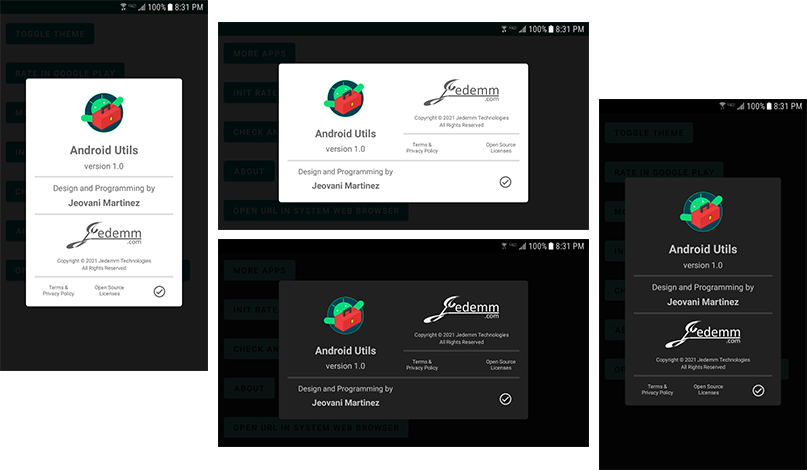 100% 8:31 PM
TOGGLE THEME
RATE IN GOOGLE PLAY
Android Utils
version 1.0
Design and Programming by
Jeovani Martinez
Jedemm
.com
Copyright © 2021 Jedemm Technologies
All Rights Reserved
Terms &
Privacy Policy
Open Source
Licenses
100% 8:31 PM
MORE APPS
INIT RATE
CHECK AN
ABOUT
OPEN URL IN SYSTEM WEB BROWSER
Android Utils
version 1.0
Design and Programming by
Jeovani Martinez
Jedemm
.com
Copyright © 2021 Jedemm Technologies
All Rights Reserved
Terms &
Privacy Policy
Open Source
Licenses
100% 8:31 PM
MORE APPS
INIT RATE
CHECK AN
ABOUT
OPEN URL IN SYSTEM WEB BROWSER
Android Utils
version 1.0
Design and Programming by
Jeovani Martinez
Jedemm
.com
Copyright © 2021 Jedemm Technologies
All Rights Reserved
Terms &
Privacy Policy
Open Source
Licenses
100% 8:31 PM
TOGGLE THEME
RATE IN GOOGLE PLAY
Android Utils
version 1.0
Design and Programming by
Jeovani Martinez
Jedemm
.com
Copyright © 2021 Jedemm Technologies
All Rights Reserved
Terms &
Privacy Policy
Open Source
Licenses